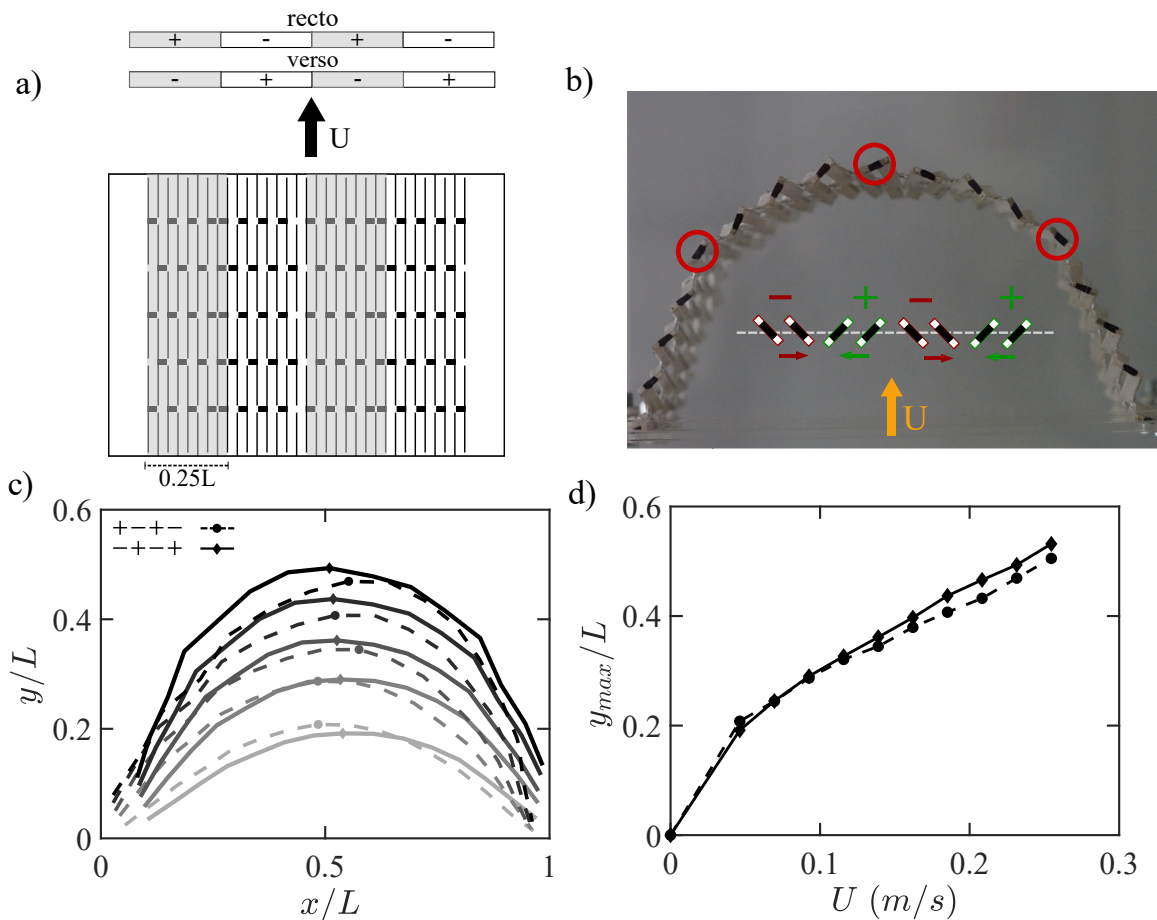 a)
recto
+ - + -
verso
- + - +
U
0.25L
b)
− + − +
U
c)
+−+−
−+−+
0.6
0.4
0.2
0
y/L
0 0.5 1
x/L
d)
0.6
0.4
0.2
0
y_max/L
0 0.1 0.2 0.3
U (m/s)